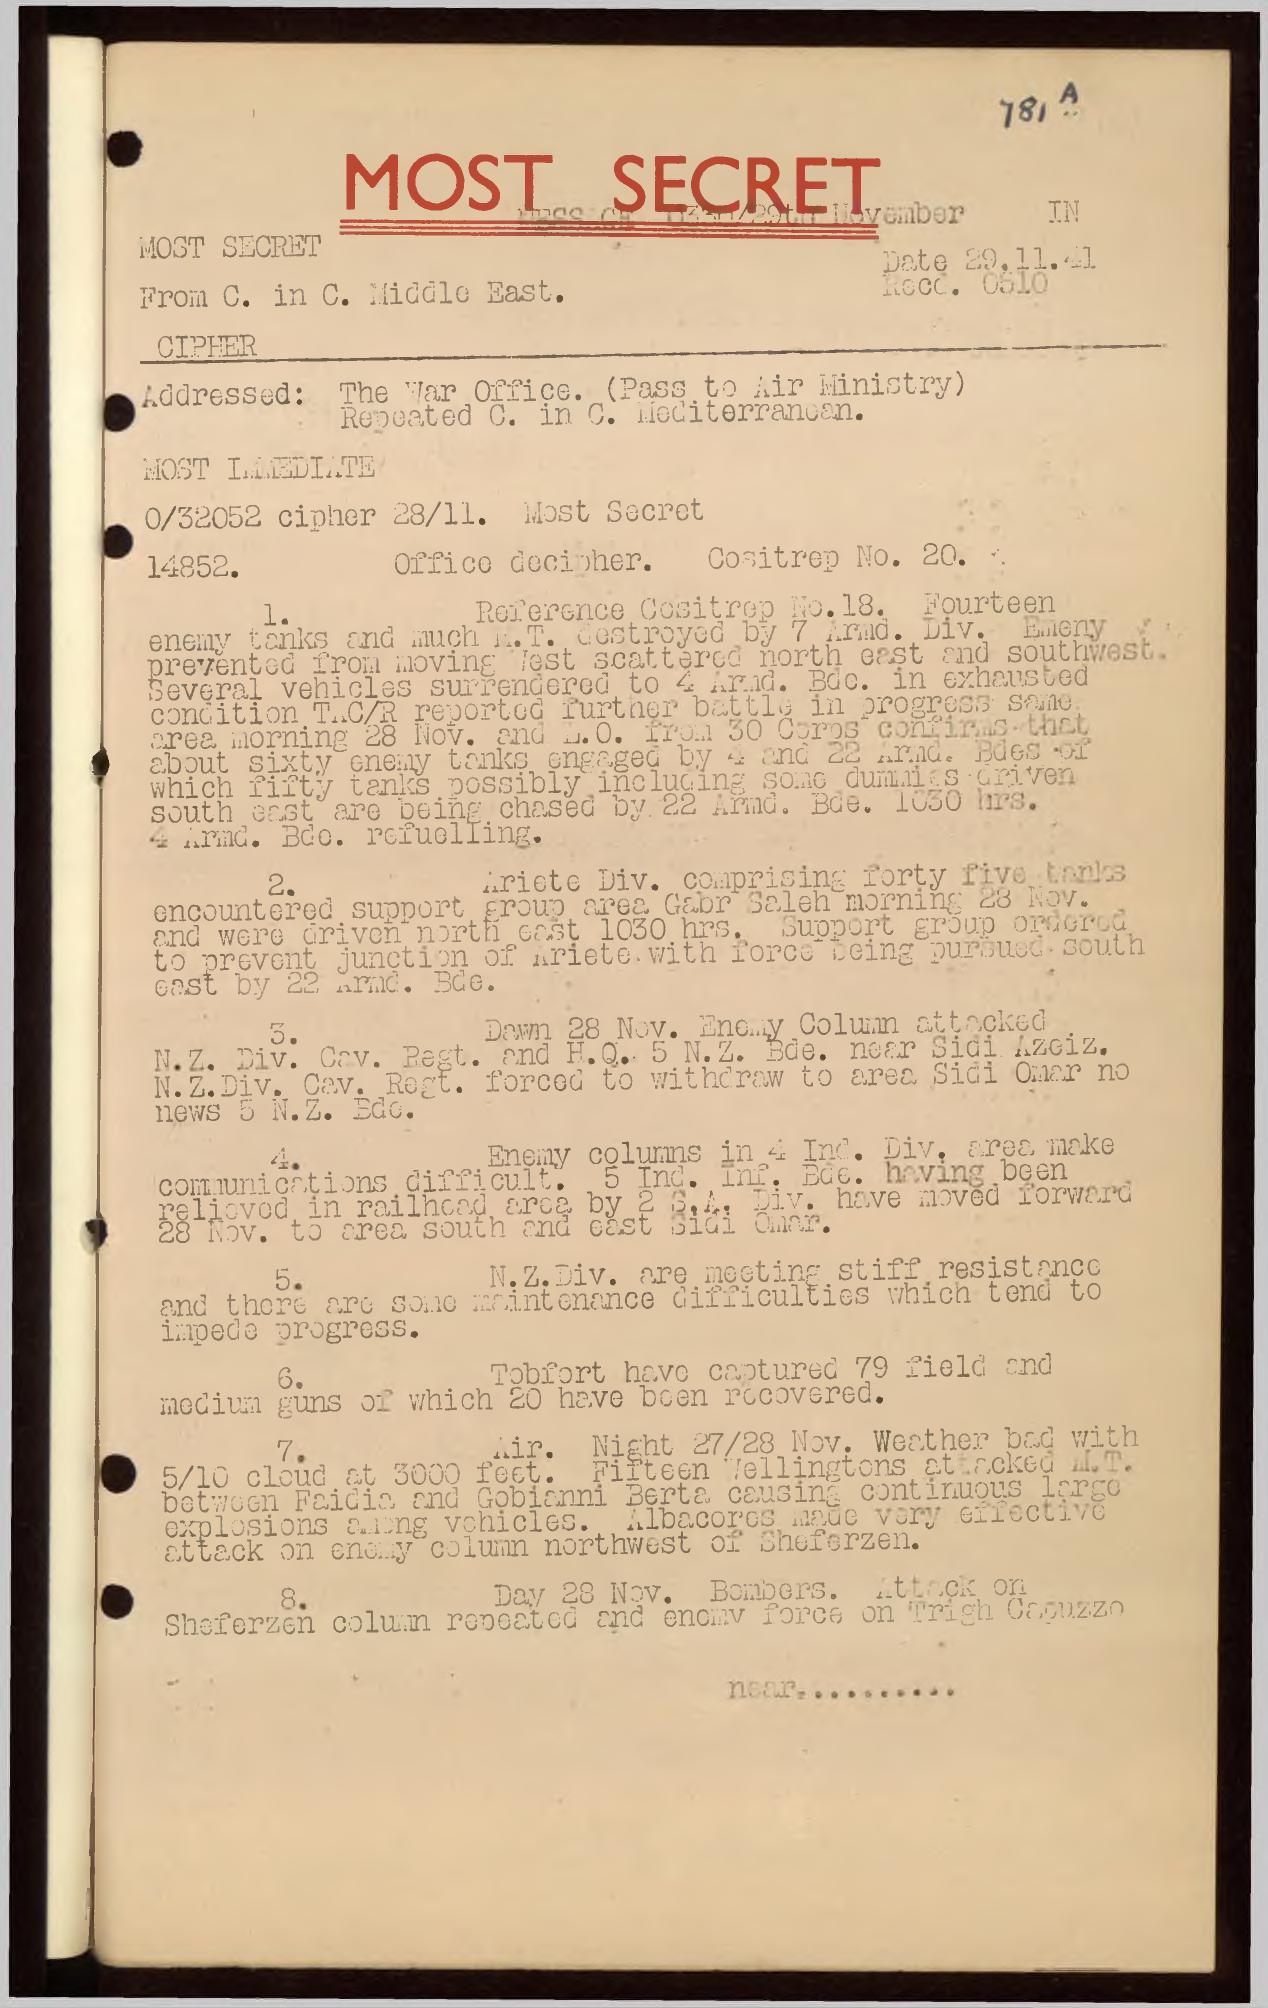 781 A
MOST SECRET
MESSAGE 0330/29th November IN
MOST SECRET
Date 29.11.41
From C. in C. Middle East.
Recd. 0510
CIPHER
Addressed: The War Office. (Pass to Air Ministry)
Repeated C. in C. Mediterranean.
MOST IMMEDIATE
0/32052 cipher 28/11. Most Secret
14852. Office decipher. Cositrep No. 20.
1. Reference Cositrep No.18. Fourteen
enemy tanks and much M.T. destroyed by 7 Armd. Div. Emeny
prevented from moving West scattered north east and southwest.
Several vehicles surrendered to 4 Armd. Bde. in exhausted
condition TAC/R reported further battle in progress same
area morning 28 Nov. and L.O. from 30 Corps confirms that
about sixty enemy tanks engaged by 4 and 22 Armd. Bdes of
which fifty tanks possibly including some dummies driven
south east are being chased by 22 Armd. Bde. 1030 hrs.
4 Armd. Bde. refuelling.
2. Ariete Div. comprising forty five tanks
encountered support group area Gabr Saleh morning 28 Nov.
and were driven north east 1030 hrs. Support group ordered
to prevent junction of Ariete with force being pursued south
east by 22 Armd. Bde.
3. Dawn 28 Nov. Enemy Column attacked
N.Z. Div. Cav. Regt. and H.Q. 5 N.Z. Bde. near Sidi Azeiz.
N.Z.Div. Cav. Regt. forced to withdraw to area Sidi Omar no
news 5 N.Z. Bde.
4. Enemy columns in 4 Ind. Div. area make
communications difficult. 5 Ind. Inf. Bde. having been
relieved in railhead area by 2 S.A. Div. have moved forward
28 Nov. to area south and east Sidi Omar.
5. N.Z.Div. are meeting stiff resistance
and there are some maintenance difficulties which tend to
impede progress.
6. Tobfort have captured 79 field and
medium guns of which 20 have been recovered.
7. Air. Night 27/28 Nov. Weather bad with
5/10 cloud at 3000 feet. Fifteen Wellingtons attacked M.T.
between Faidia and Gobianni Berta causing continuous large
explosions among vehicles. Albacores made very effective
attack on enemy column northwest of Sheferzen.
8. Day 28 Nov. Bombers. Attack on
Sheferzen column repeated and enemy force on Trigh Capuzzo
near...........